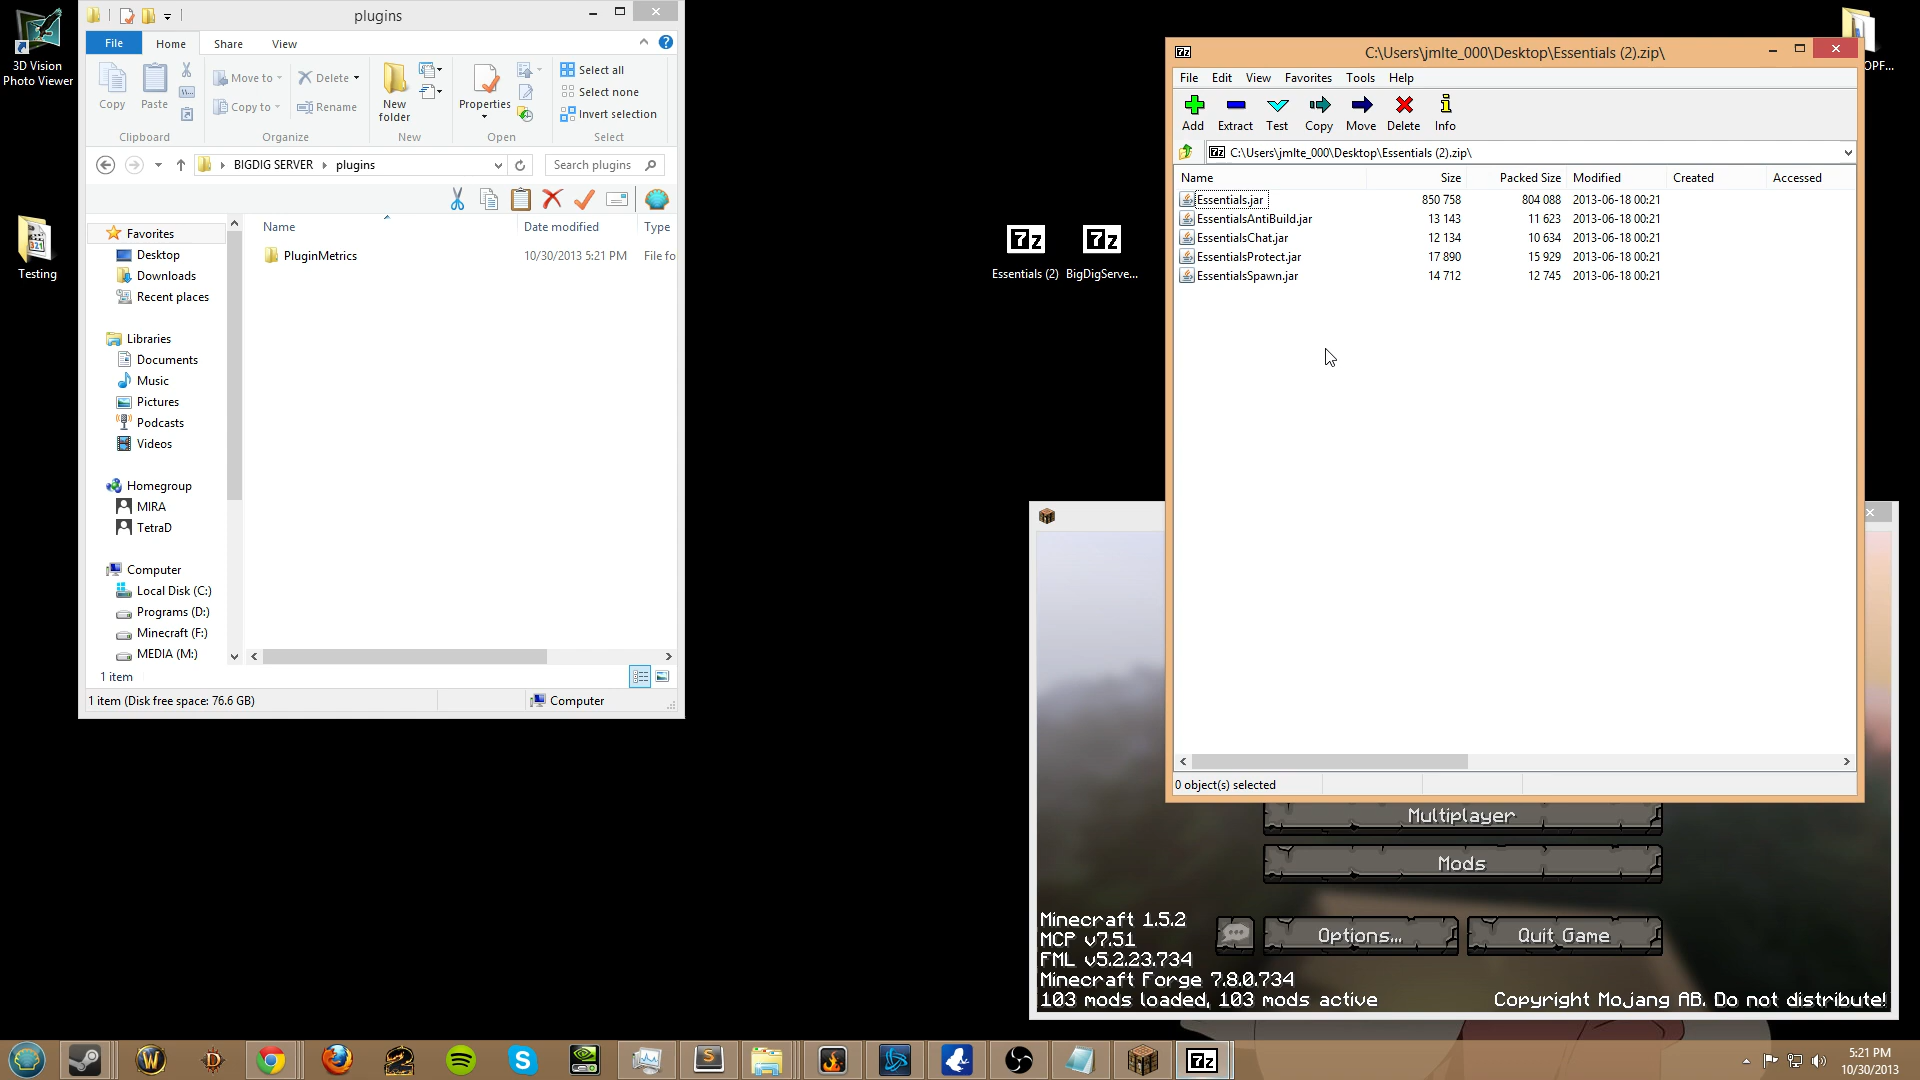 3D Vision
Photo Viewer
Testing
plugins
File
Home
Share
View
Copy
Paste
Move to
Copy to
Delete
Rename
New
folder
Properties
Select all
Select none
Invert selection
Clipboard
Organize
New
Open
Select
BIGDIG SERVER
plugins
Search plugins
Name
Date modified
Type
PluginMetrics
10/30/2013 5:21 PM
File fo
Favorites
Desktop
Downloads
Recent places
Libraries
Documents
Music
Pictures
Podcasts
Videos
Homegroup
MIRA
TetraD
Computer
Local Disk (C:)
Programs (D:)
Minecraft (F:)
MEDIA (M:)
1 item
1 item (Disk free space: 76.6 GB)
Computer
7z
Essentials (2)
7z
BigDigServe...
OPF...
7z
C:\Users\jmlte_000\Desktop\Essentials (2).zip\
File Edit View Favorites Tools Help
Add Extract Test Copy Move Delete Info
7z C:\Users\jmlte_000\Desktop\Essentials (2).zip\
Name Size Packed Size Modified Created Accessed
Essentials.jar 850 758 804 088 2013-06-18 00:21
EssentialsAntiBuild.jar 13 143 11 623 2013-06-18 00:21
EssentialsChat.jar 12 134 10 634 2013-06-18 00:21
EssentialsProtect.jar 17 890 15 929 2013-06-18 00:21
EssentialsSpawn.jar 14 712 12 745 2013-06-18 00:21
0 object(s) selected
Multiplayer
Mods
Options...
Quit Game
Minecraft 1.5.2
MCP v7.51
FML v5.2.23.734
Minecraft Forge 7.8.0.734
103 mods loaded, 103 mods active
Copyright Mojang AB. Do not distribute!
7z
5:21 PM
10/30/2013